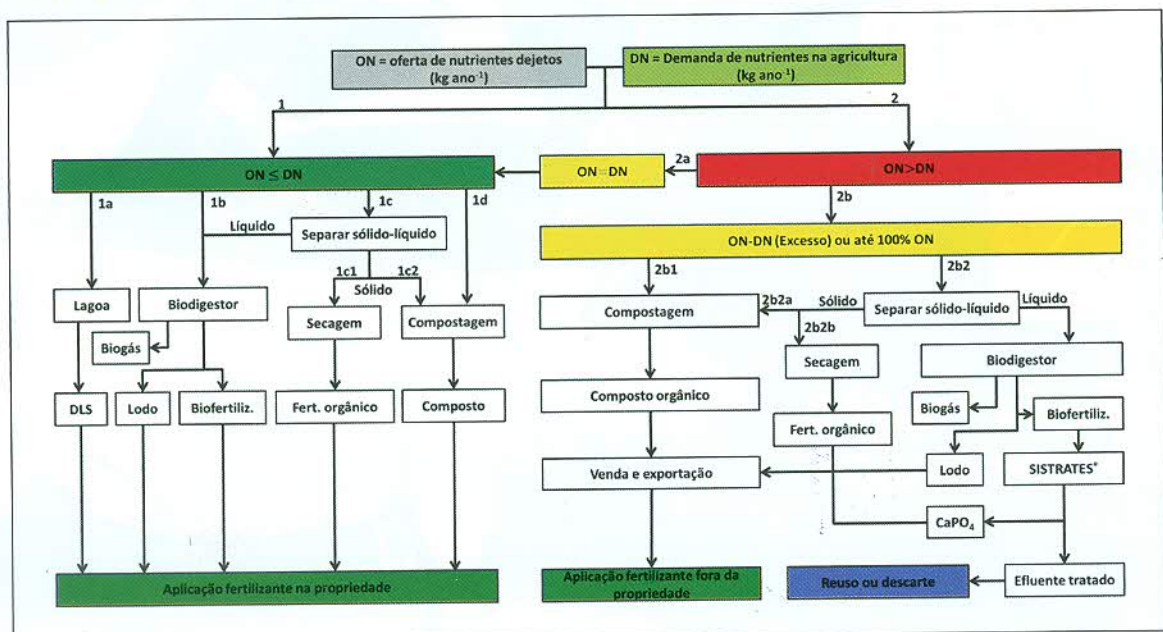 ON = oferta de nutrientes dejetos
(kg ano-1)
DN = Demanda de nutrientes na agricultura
(kg ano-1)
1
2
ON ≤ DN
ON=DN
2a
ON>DN
1a
1b
1c
1d
2b
Líquido
Separar sólido-líquido
ON-DN (Excesso) ou até 100% ON
1c1
1c2
Sólido
2b1
2b2
Lagoa
Biodigestor
Secagem
Compostagem
Compostagem
2b2a
Sólido
Separar sólido-líquido
Líquido
2b2b
Biogás
Secagem
Biodigestor
DLS
Lodo
Biofertiliz.
Fert. orgânico
Composto
Composto orgânico
Fert. orgânico
Biogás
Biofertiliz.
Venda e exportação
Lodo
SISTRATES*
CaPO4
Aplicação fertilizante na propriedade
Aplicação fertilizante fora da
propriedade
Reuso ou descarte
Efluente tratado